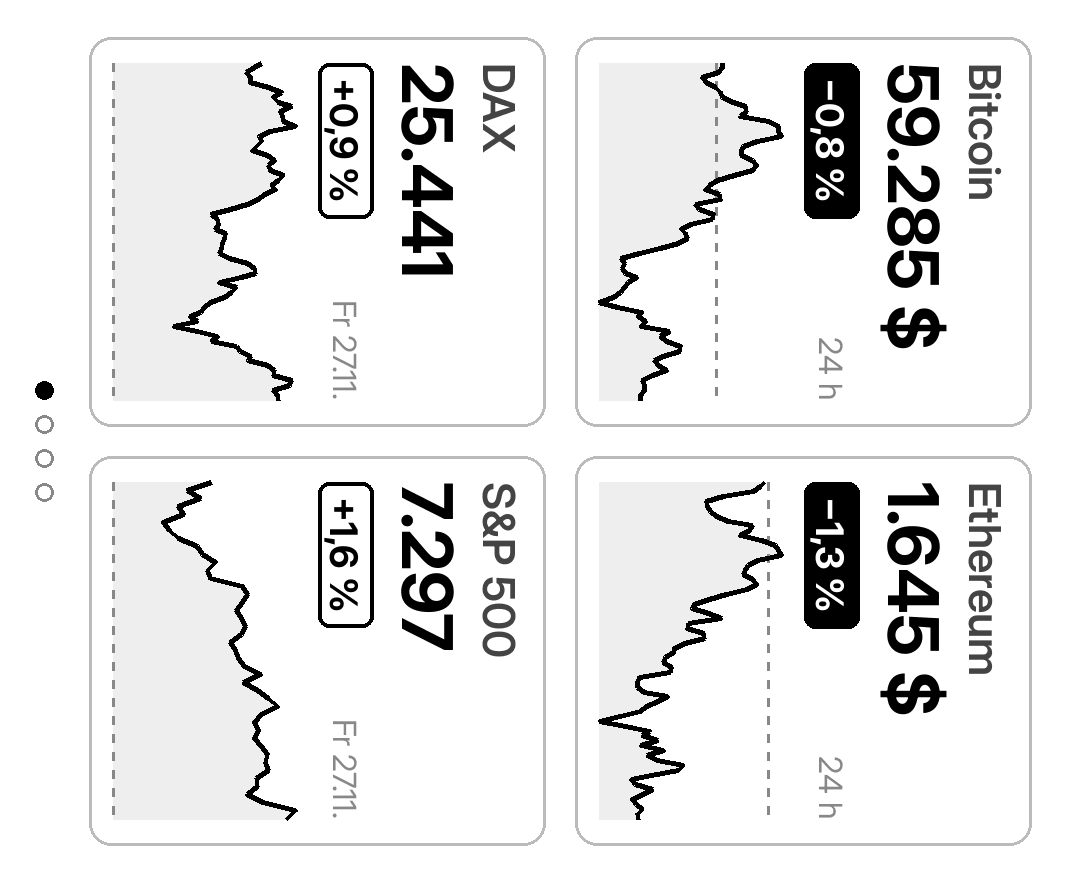 Bitcoin
59.285 $
−0,8 %
24 h
Ethereum
1.645 $
−1,3 %
24 h
DAX
25.441
+0,9 %
Fr 27.11.
S&P 500
7.297
+1,6 %
Fr 27.11.